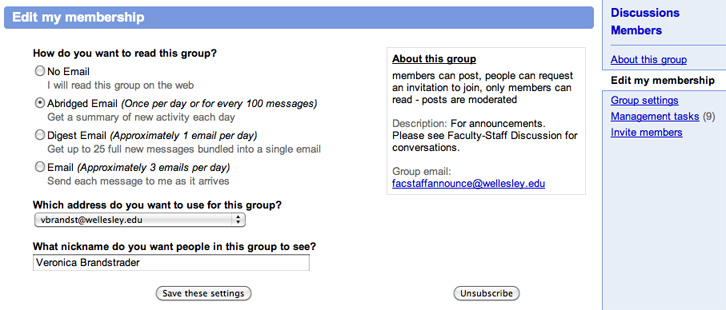 Edit my membership
How do you want to read this group?
No Email
I will read this group on the web
Abridged Email (Once per day or for every 100 messages)
Get a summary of new activity each day
Digest Email (Approximately 1 email per day)
Get up to 25 full new messages bundled into a single email
Email (Approximately 3 emails per day)
Send each message to me as it arrives
Which address do you want to use for this group?
vbrandst@wellesley.edu
What nickname do you want people in this group to see?
Veronica Brandstrader
Save these settings
About this group
members can post, people can request
an invitation to join, only members can
read - posts are moderated
Description: For announcements.
Please see Faculty-Staff Discussion for
conversations.
Group email:
facstaffannounce@wellesley.edu
Unsubscribe
Discussions
Members
About this group
Edit my membership
Group settings
Management tasks (9)
Invite members